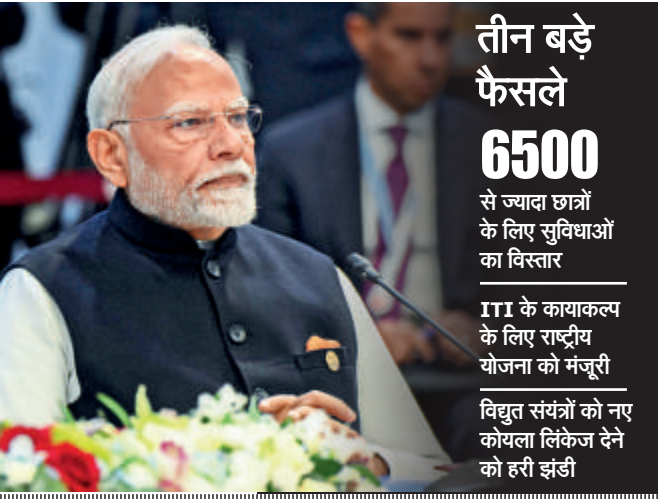 तीन बड़े
फैसले
6500
से ज्यादा छात्रों
के लिए सुविधाओं
का विस्तार
ITI के कायाकल्प
के लिए राष्ट्रीय
योजना को मंजूरी
विद्युत संयंत्रों को नए
कोयला लिंकेज देने
को हरी झंडी